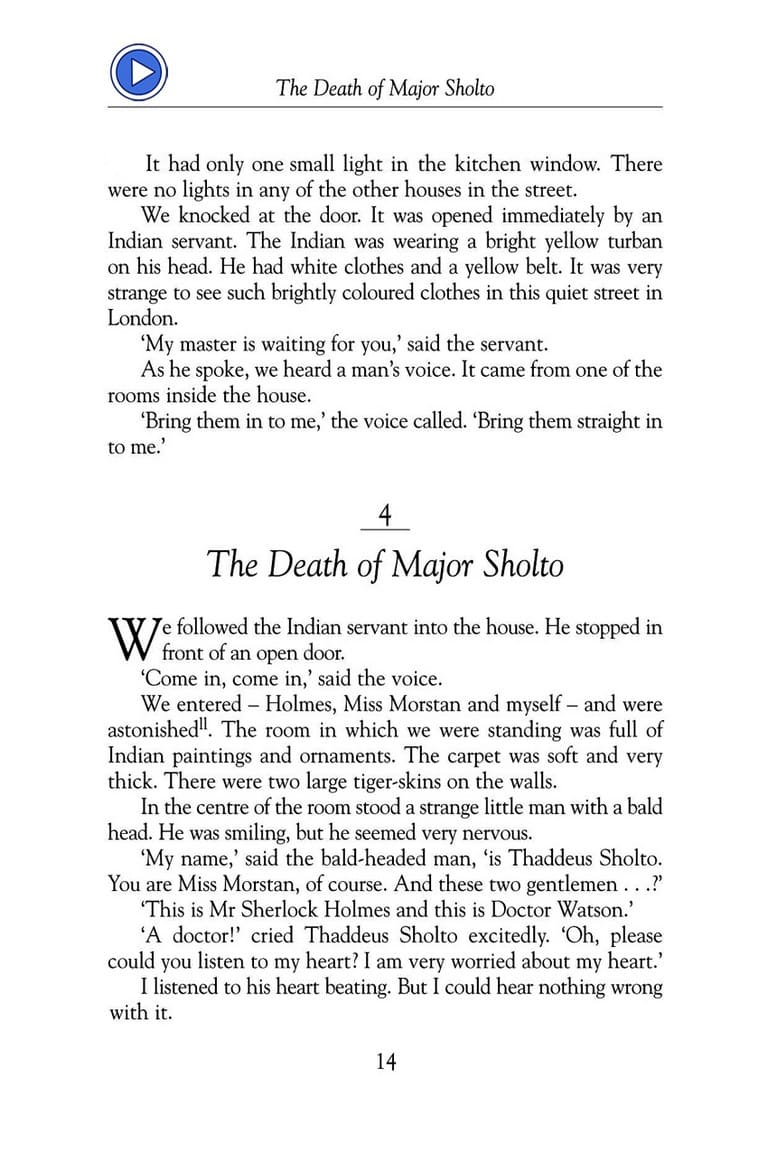 The Death of Major Sholto
It had only one small light in the kitchen window. There
were no lights in any of the other houses in the street.
We knocked at the door. It was opened immediately by an
Indian servant. The Indian was wearing a bright yellow turban
on his head. He had white clothes and a yellow belt. It was very
strange to see such brightly coloured clothes in this quiet street in
London.
‘My master is waiting for you,’ said the servant.
As he spoke, we heard a man’s voice. It came from one of the
rooms inside the house.
‘Bring them in to me,’ the voice called. ‘Bring them straight in
to me.’
4
The Death of Major Sholto
We followed the Indian servant into the house. He stopped in
front of an open door.
‘Come in, come in,’ said the voice.
We entered – Holmes, Miss Morstan and myself – and were
astonished11. The room in which we were standing was full of
Indian paintings and ornaments. The carpet was soft and very
thick. There were two large tiger-skins on the walls.
In the centre of the room stood a strange little man with a bald
head. He was smiling, but he seemed very nervous.
‘My name,’ said the bald-headed man, ‘is Thaddeus Sholto.
You are Miss Morstan, of course. And these two gentlemen . . .?’
‘This is Mr Sherlock Holmes and this is Doctor Watson.’
‘A doctor!’ cried Thaddeus Sholto excitedly. ‘Oh, please
could you listen to my heart? I am very worried about my heart.’
I listened to his heart beating. But I could hear nothing wrong
with it.
14